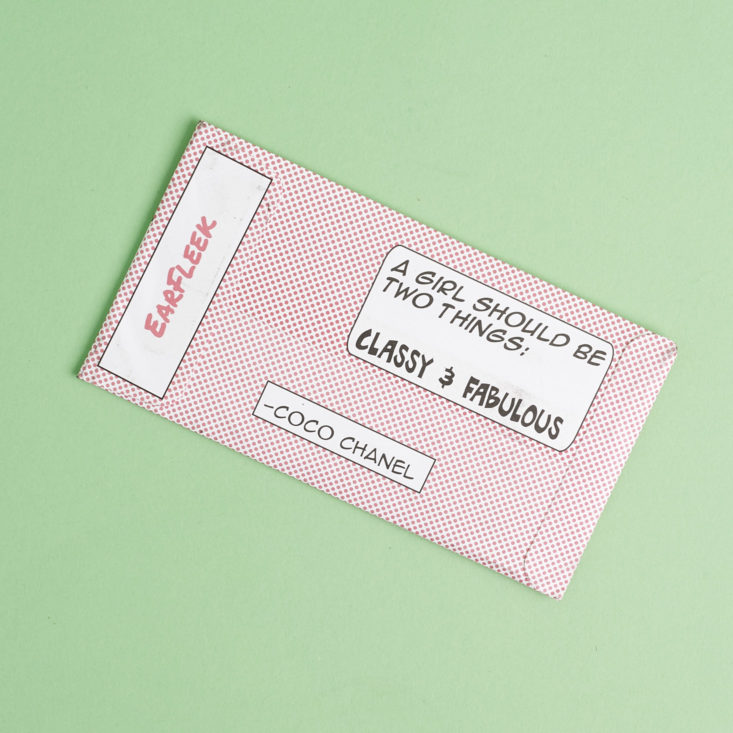 EARFLEEK
A GIRL SHOULD BE
TWO THINGS;
CLASSY & FABULOUS
-COCO CHANEL